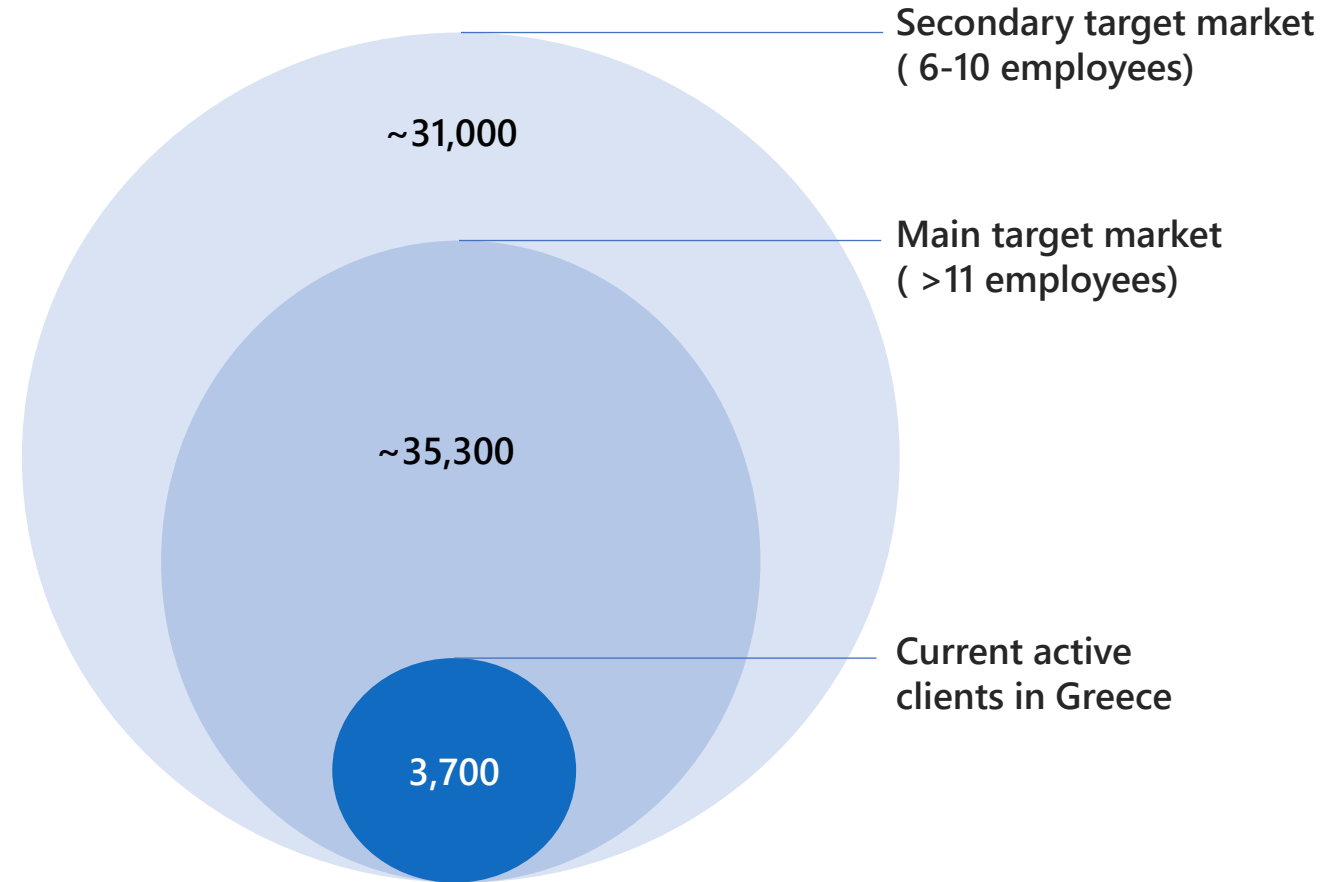 Secondary target market
( 6-10 employees)
~31,000
Main target market
( >11 employees)
~35,300
Current active
clients in Greece
3,700